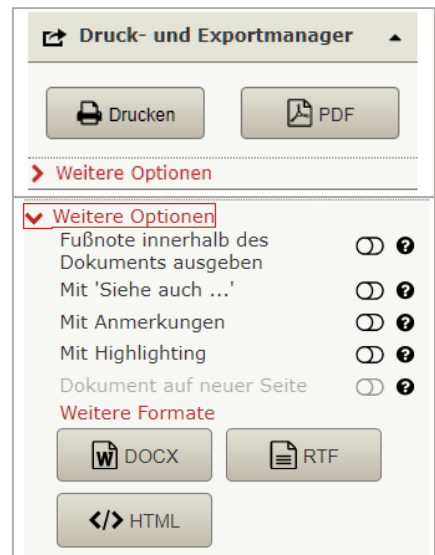 Druck- und Exportmanager
Drucken
PDF
Weitere Optionen
Weitere Optionen
Fußnote innerhalb des
Dokuments ausgeben
Mit 'Siehe auch ...'
Mit Anmerkungen
Mit Highlighting
Dokument auf neuer Seite
Weitere Formate
DOCX
RTF
</> HTML